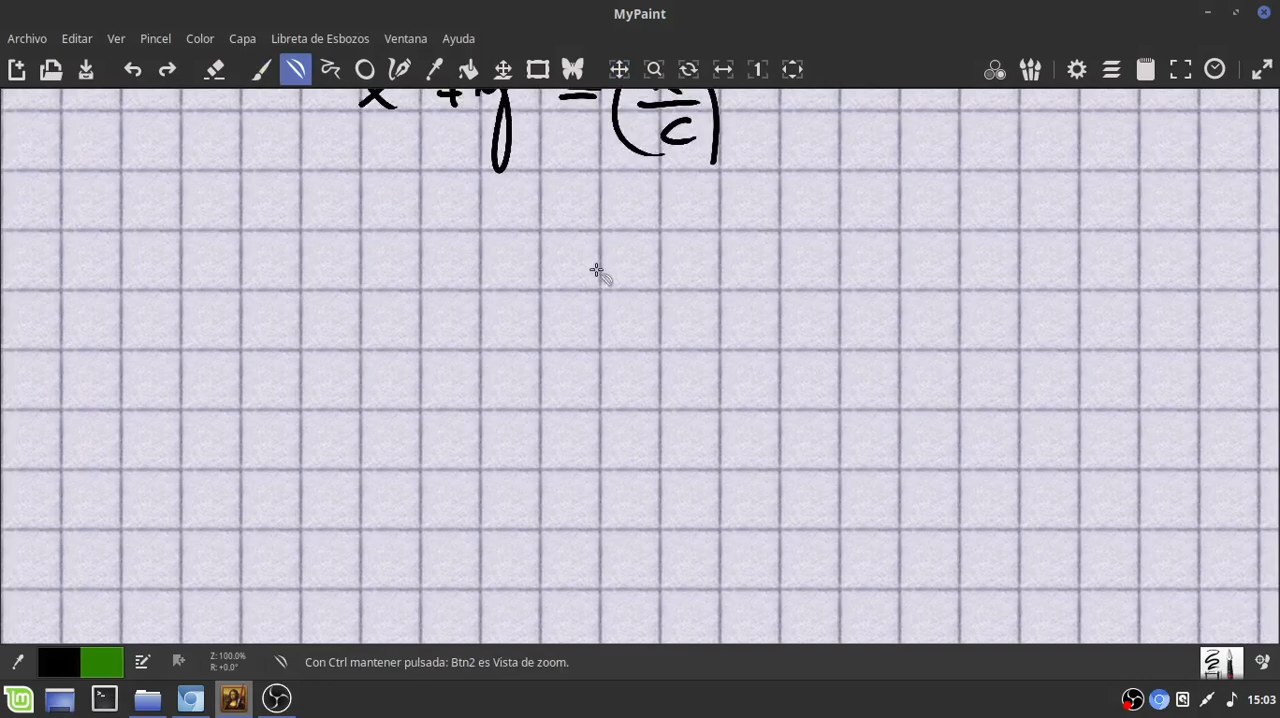 MyPaint
Archivo Editar Ver Pincel Color Capa Libreta de Esbozos Ventana Ayuda
x + y = ( / c )
Z: 100.0%
R: +0.0°
Con Ctrl mantener pulsada: Btn2 es Vista de zoom.
15:03